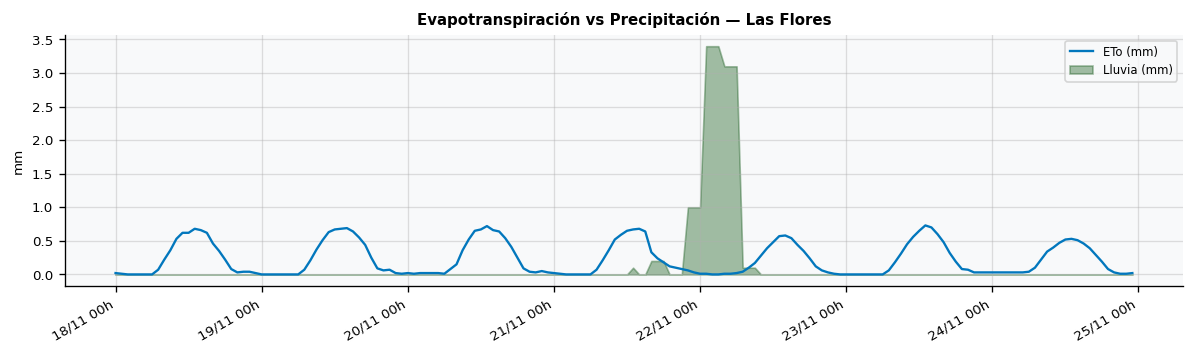 Evapotranspiración vs Precipitación — Las Flores
ETo (mm)
Lluvia (mm)
mm
3.5
3.0
2.5
2.0
1.5
1.0
0.5
0.0
18/11 00h
19/11 00h
20/11 00h
21/11 00h
22/11 00h
23/11 00h
24/11 00h
25/11 00h